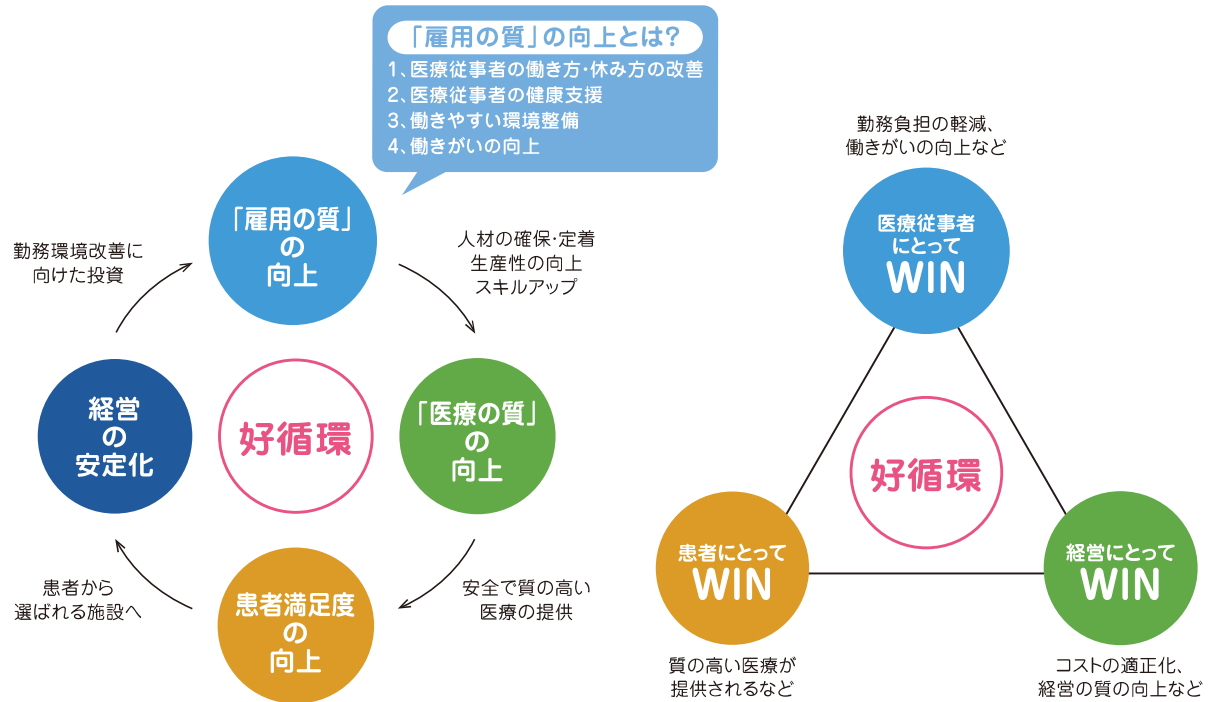 「雇用の質」の向上とは?
1、医療従事者の働き方・休み方の改善
2、医療従事者の健康支援
3、働きやすい環境整備
4、働きがいの向上
「雇用の質」
の
向上
人材の確保・定着
生産性の向上
スキルアップ
「医療の質」
の
向上
安全で質の高い
医療の提供
患者満足度
の
向上
患者から
選ばれる施設へ
経営
の
安定化
勤務環境改善に
向けた投資
好循環
勤務負担の軽減、
働きがいの向上など
医療従事者
にとって
WIN
好循環
患者にとって
WIN
質の高い医療が
提供されるなど
経営にとって
WIN
コストの適正化、
経営の質の向上など